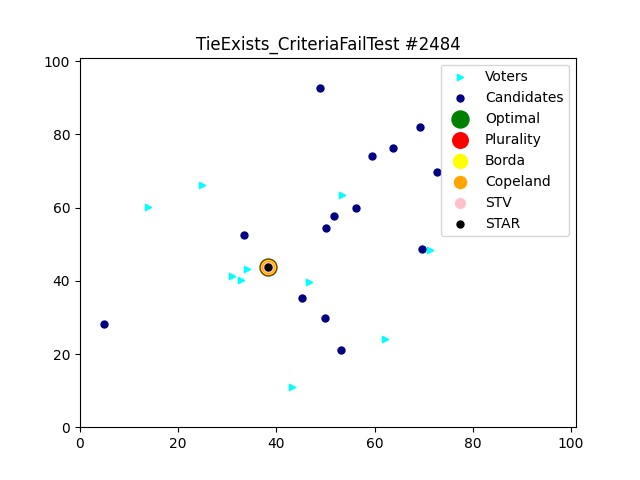 TieExists_CriteriaFailTest #2484
100
80
60
40
20
0
0 20 40 60 80 100
Voters
Candidates
Optimal
Plurality
Borda
Copeland
STV
STAR